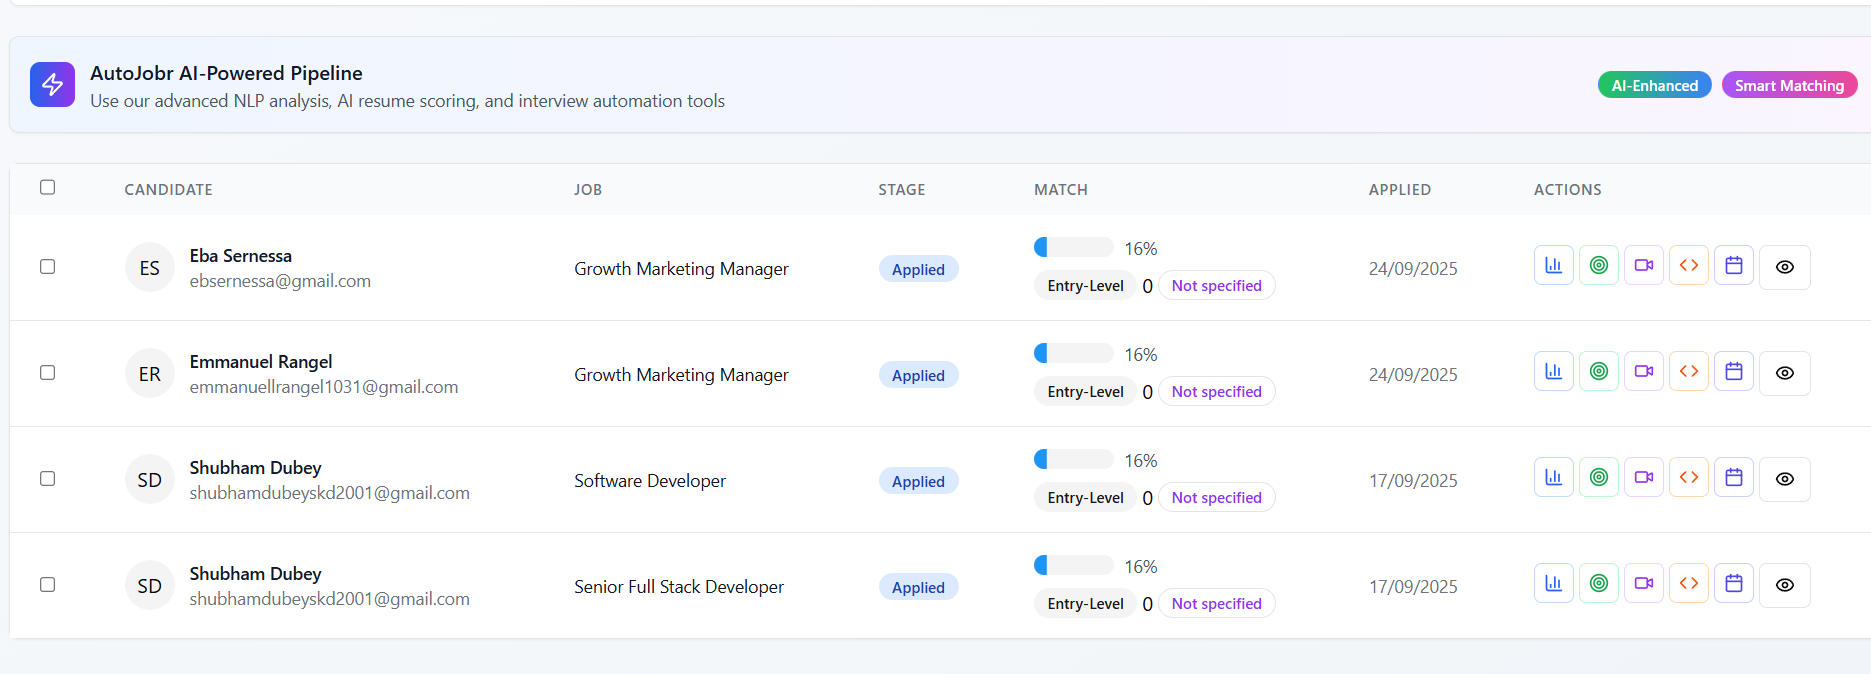 AutoJobr AI-Powered Pipeline
Use our advanced NLP analysis, AI resume scoring, and interview automation tools
AI-Enhanced Smart Matching
CANDIDATE JOB STAGE MATCH APPLIED ACTIONS
ES Eba Sernessa
ebsernessa@gmail.com
Growth Marketing Manager
Applied
16%
Entry-Level 0 Not specified
24/09/2025
ER Emmanuel Rangel
emmanuellrangel1031@gmail.com
Growth Marketing Manager
Applied
16%
Entry-Level 0 Not specified
24/09/2025
SD Shubham Dubey
shubhamdubeyskd2001@gmail.com
Software Developer
Applied
16%
Entry-Level 0 Not specified
17/09/2025
SD Shubham Dubey
shubhamdubeyskd2001@gmail.com
Senior Full Stack Developer
Applied
16%
Entry-Level 0 Not specified
17/09/2025